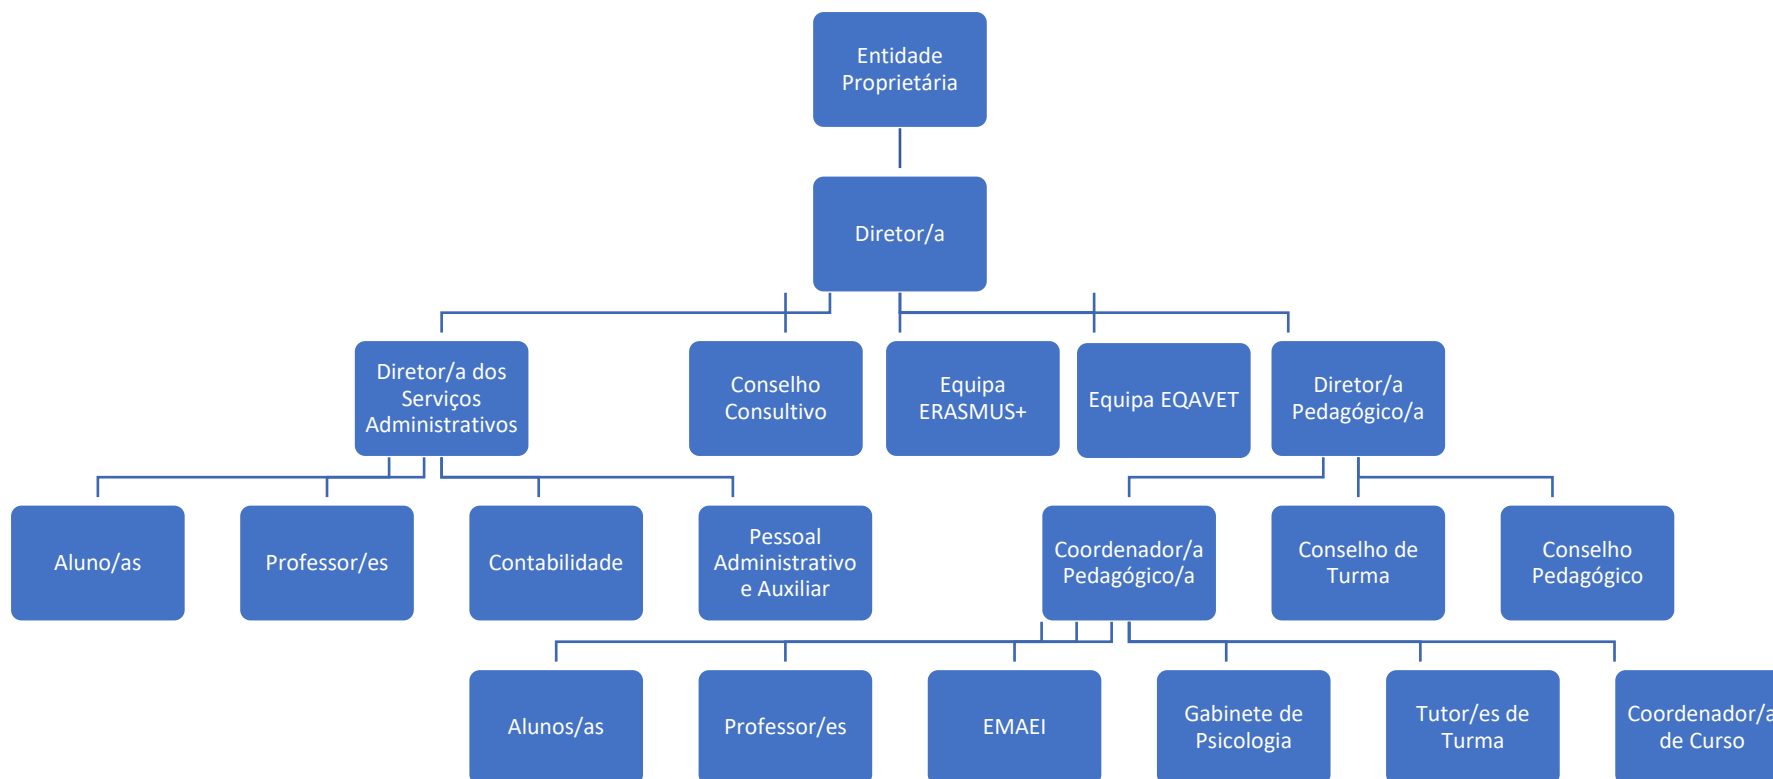 Entidade
Proprietária
Diretor/a
Diretor/a dos
Serviços
Administrativos
Conselho
Consultivo
Equipa
ERASMUS+
Equipa EQAVET
Diretor/a
Pedagógico/a
Aluno/as
Professor/es
Contabilidade
Pessoal
Administrativo
e Auxiliar
Coordenador/a
Pedagógico/a
Conselho de
Turma
Conselho
Pedagógico
Alunos/as
Professor/es
EMAEI
Gabinete de
Psicologia
Tutor/es de
Turma
Coordenador/a
de Curso